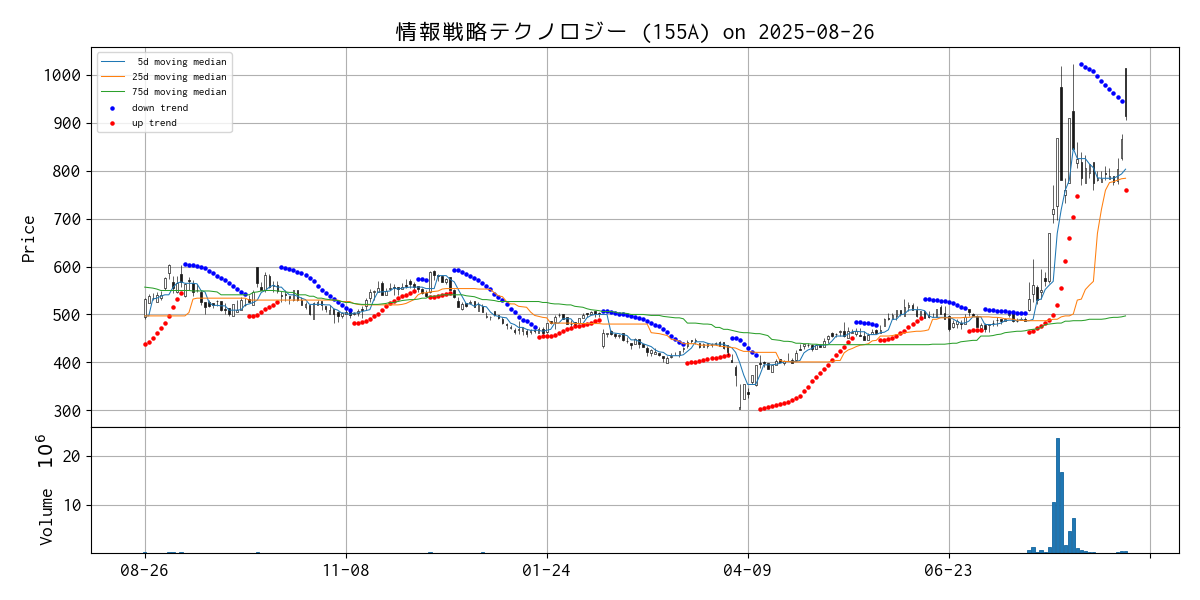 情報戦略テクノロジー (155A) on 2025-08-26
5d moving median
25d moving median
75d moving median
down trend
up trend
1000
900
800
700
600
500
400
300
Price
20
10
Volume 10^6
08-26
11-08
01-24
04-09
06-23